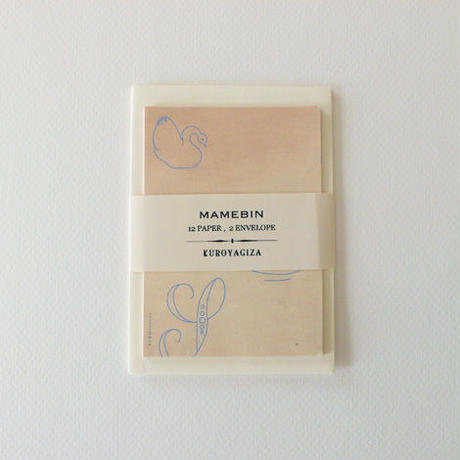 MAMEBIN
12 PAPER, 2 ENVELOPE
KUROYAGIZA